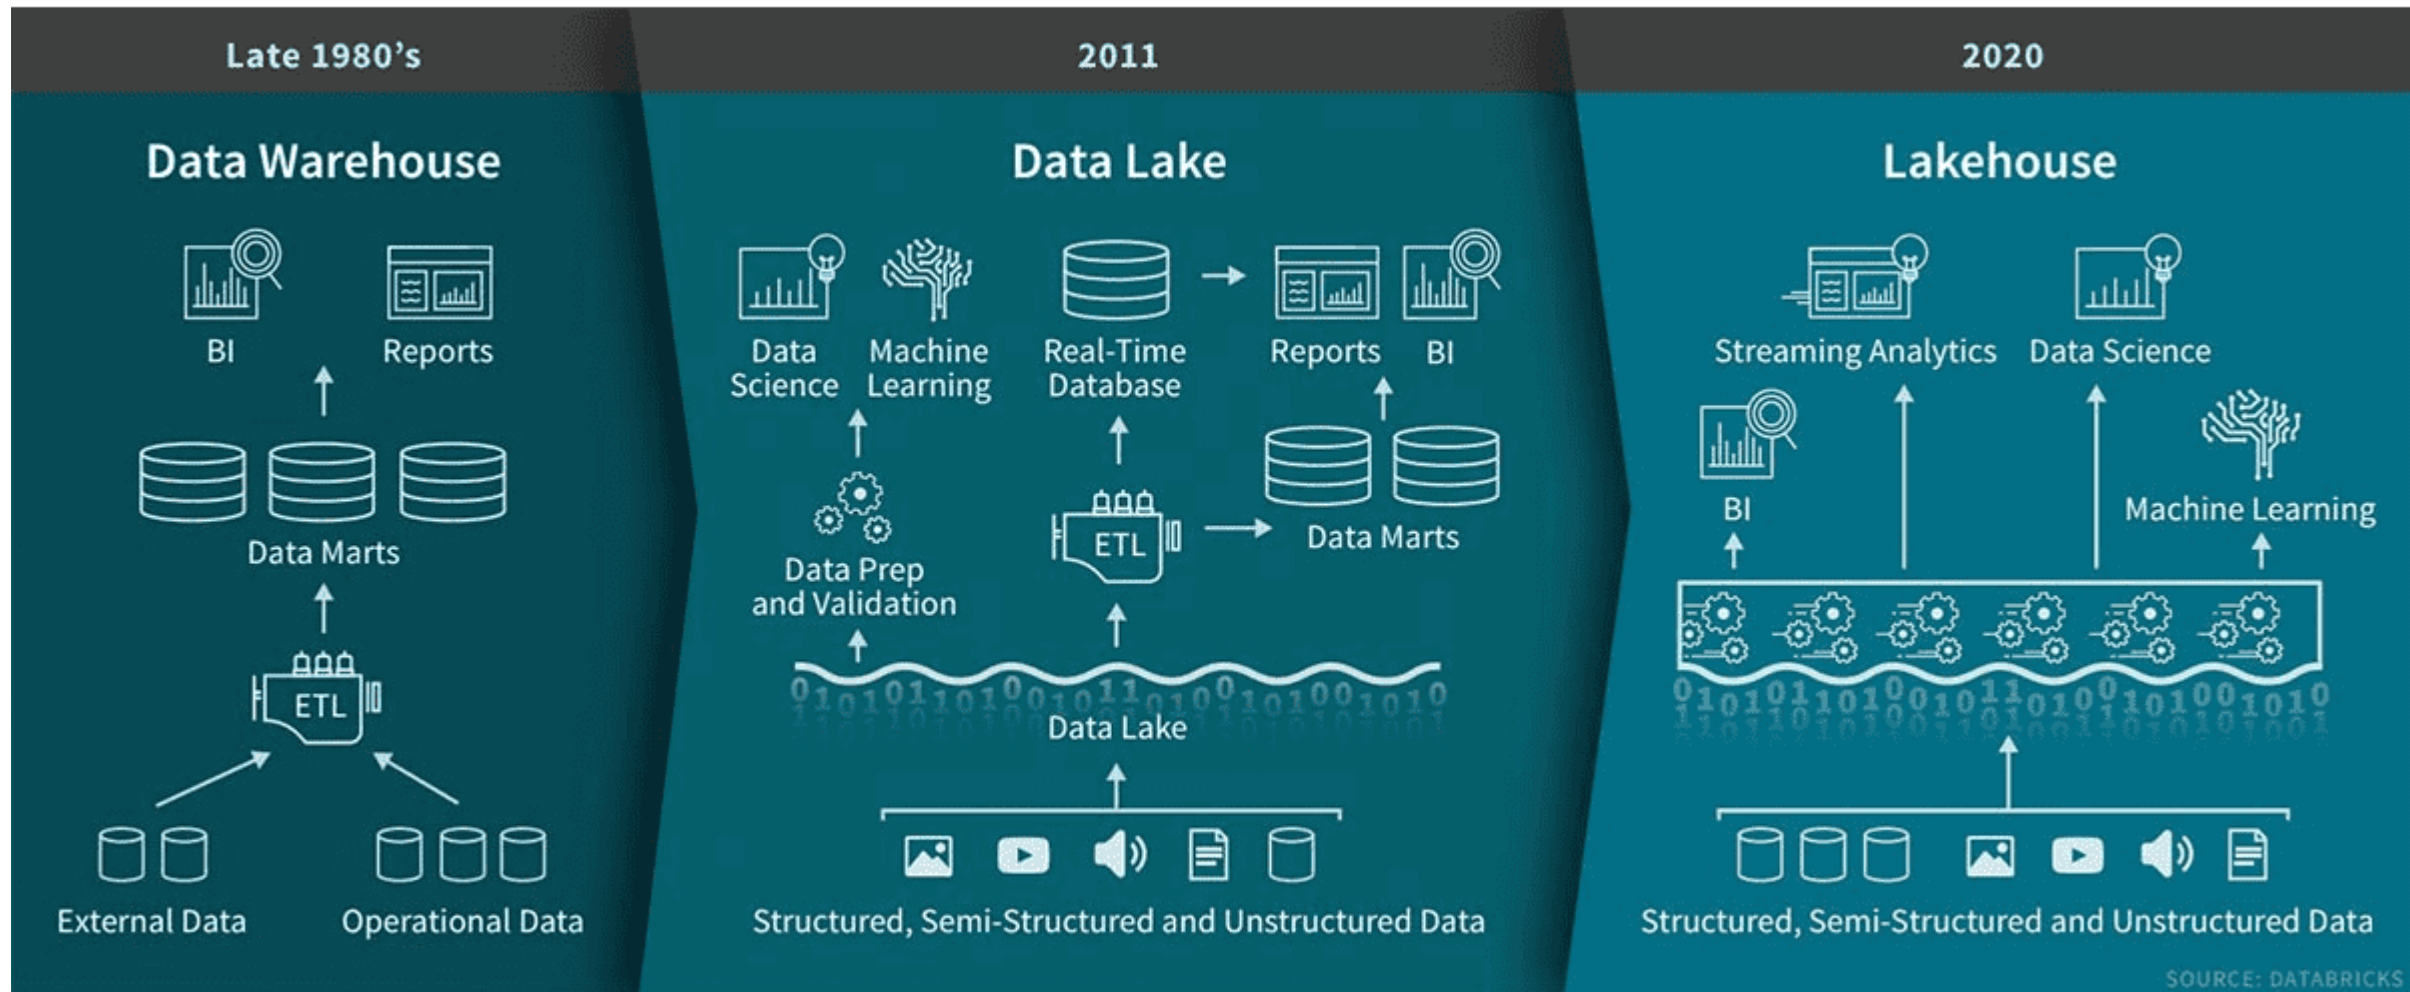 Late 1980's
Data Warehouse
BI
Reports
Data Marts
ETL
External Data
Operational Data
2011
Data Lake
Data
Science
Machine
Learning
Real-Time
Database
Reports
BI
Data Prep
and Validation
ETL
Data Marts
0101011010010110100101001010
Data Lake
Structured, Semi-Structured and Unstructured Data
2020
Lakehouse
Streaming Analytics
Data Science
BI
Machine Learning
Structured, Semi-Structured and Unstructured Data
SOURCE: DATABRICKS